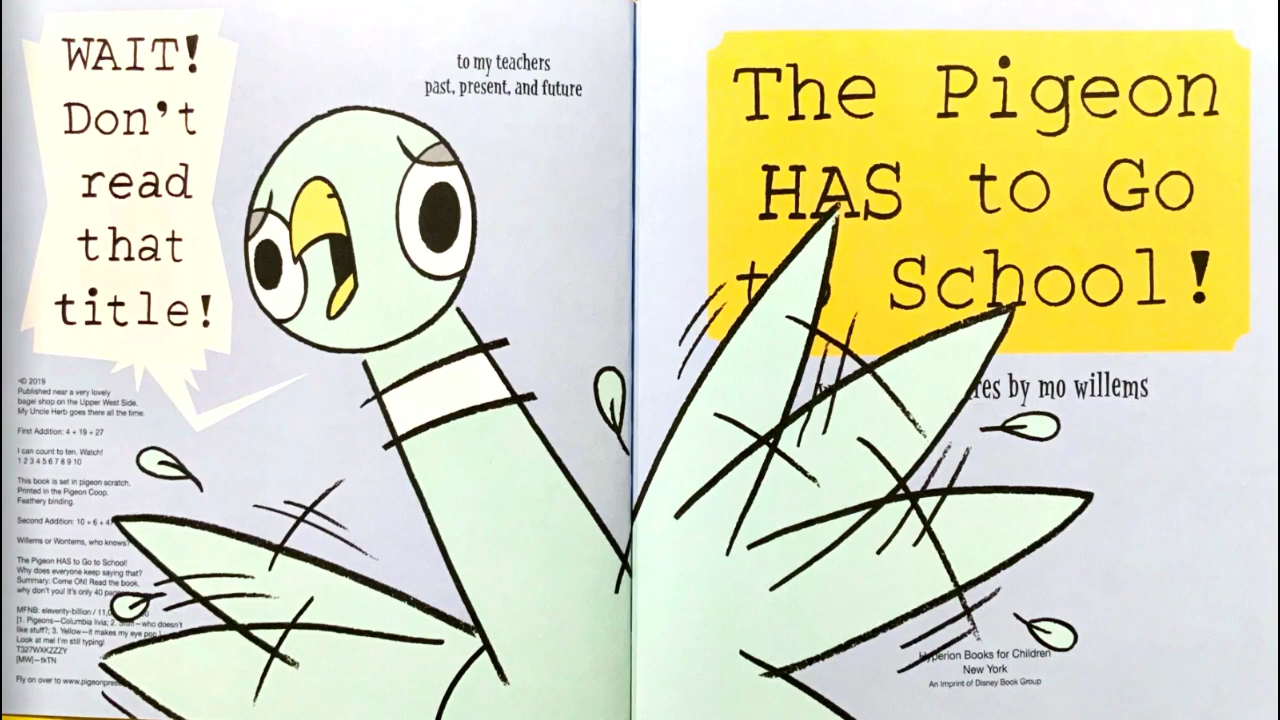 WAIT!
Don't
read
that
title!
to my teachers
past, present, and future
©2019
Published near a very lovely
bagel shop on the Upper West Side.
My Uncle Herb goes there all the time.
First Addition: 4 + 19 + 27
I can count to ten. Watch!
1 2 3 4 5 6 7 8 9 10
This book is set in pigeon scratch.
Printed in the Pigeon Coop.
Feathery binding.
Second Addition: 10 + 6 +
Willems or Wontems, who knows?
The Pigeon HAS to Go to School!
Why does everyone keep saying that?
Summary: Come ON! Read the book,
why don't you! it's only 40
MFNB: eleventy-billion /
[1. Pigeons—Columbia livia; 2. Stuff—who doesn't
like stuff?; 3. Yellow—it makes my eye pop.]
Look at me! I'm still typing!
T327WXKZZZY
[MW]—tkTN
Fly on over to
The Pigeon
HAS to Go
to School!
by mo willems
Hyperion Books for Children
New York
An Imprint of Disney Book Group